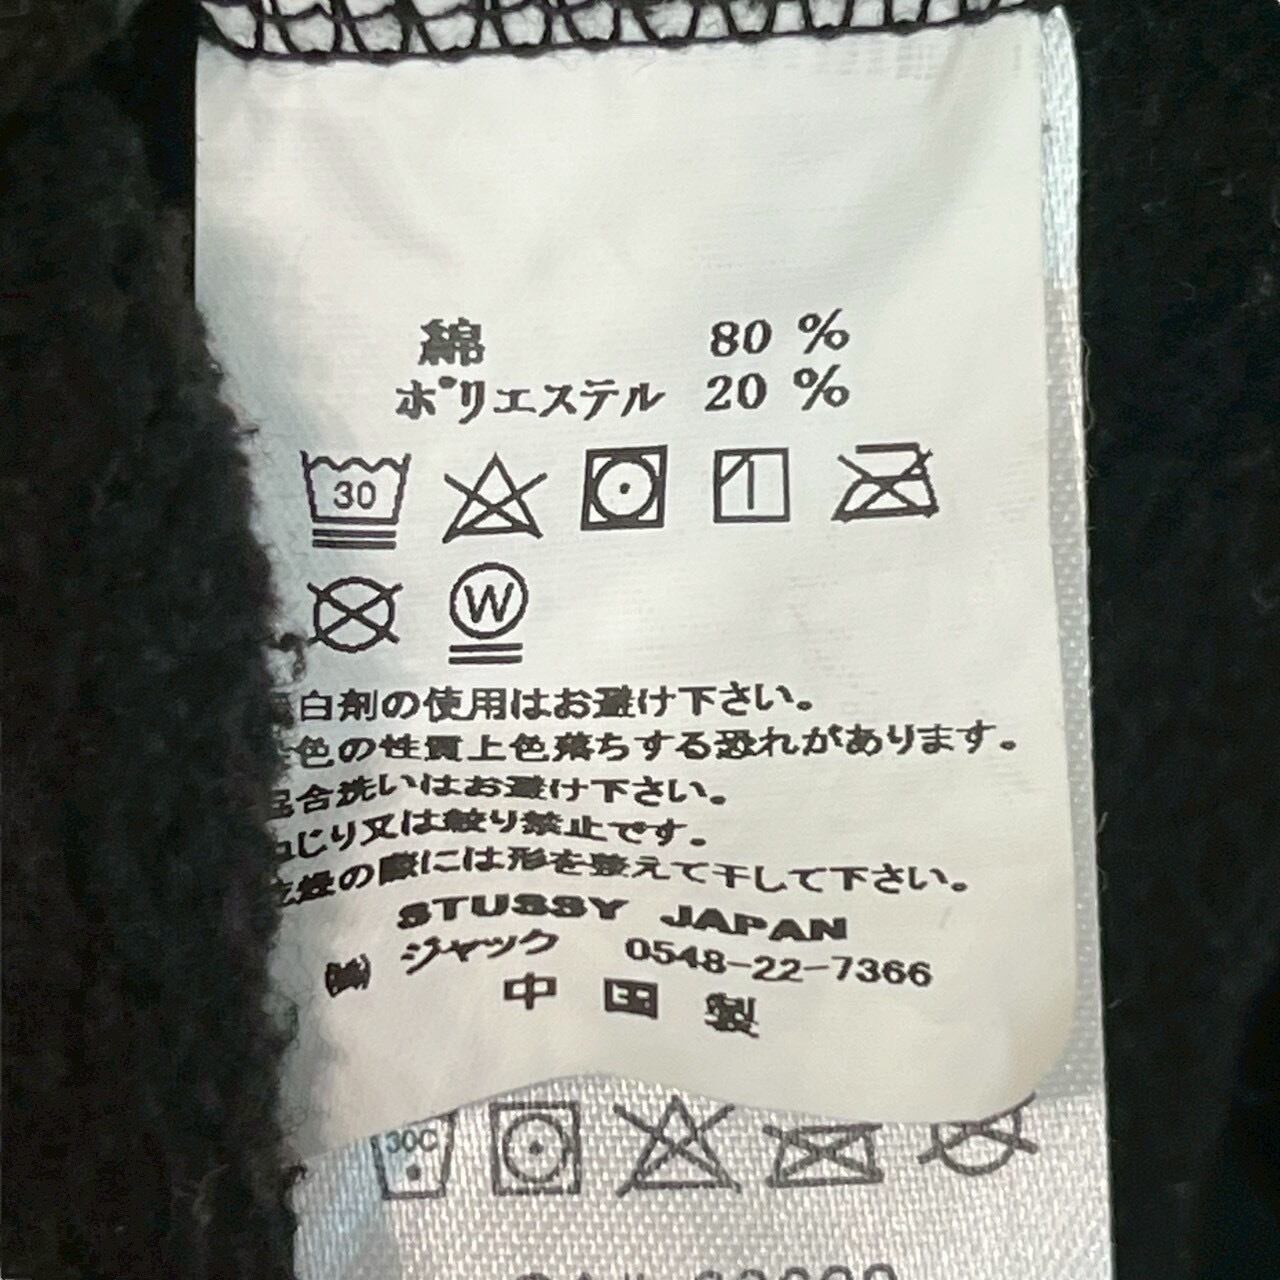 綿 80 %
ポリエステル 20 %
30
W
白剤の使用はお避け下さい。
色の性質上色落ちする恐れがあります。
混合洗いはお避け下さい。
ねじり又は絞り禁止です。
乾燥の際には形を整えて干して下さい。
STUSSY JAPAN
㈱ ジャック 0548-22-7366
中国製
30C